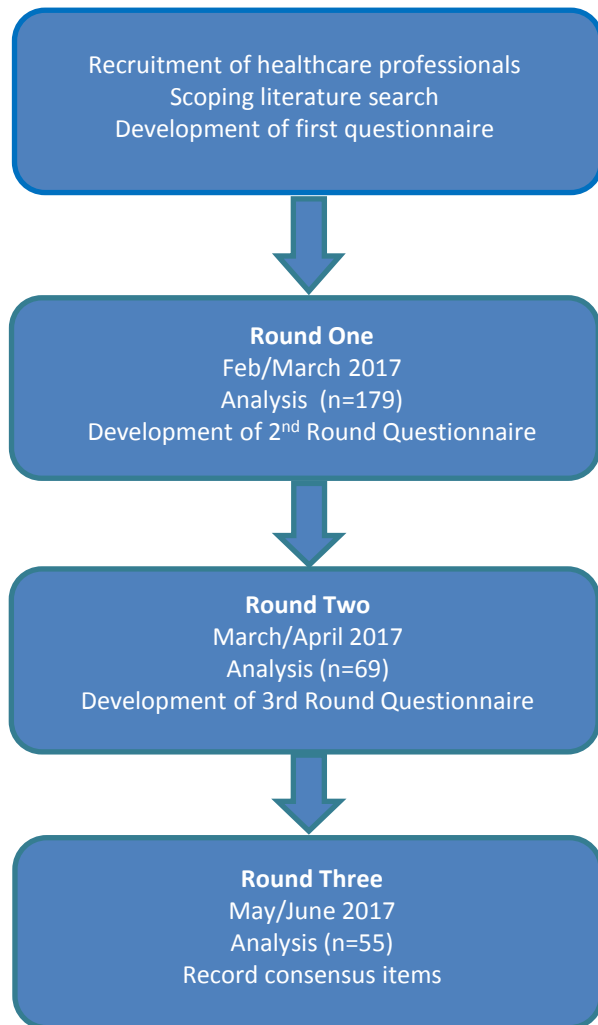 Recruitment of healthcare professionals
Scoping literature search
Development of first questionnaire
Round One
Feb/March 2017
Analysis (n=179)
Development of 2nd Round Questionnaire
Round Two
March/April 2017
Analysis (n=69)
Development of 3rd Round Questionnaire
Round Three
May/June 2017
Analysis (n=55)
Record consensus items